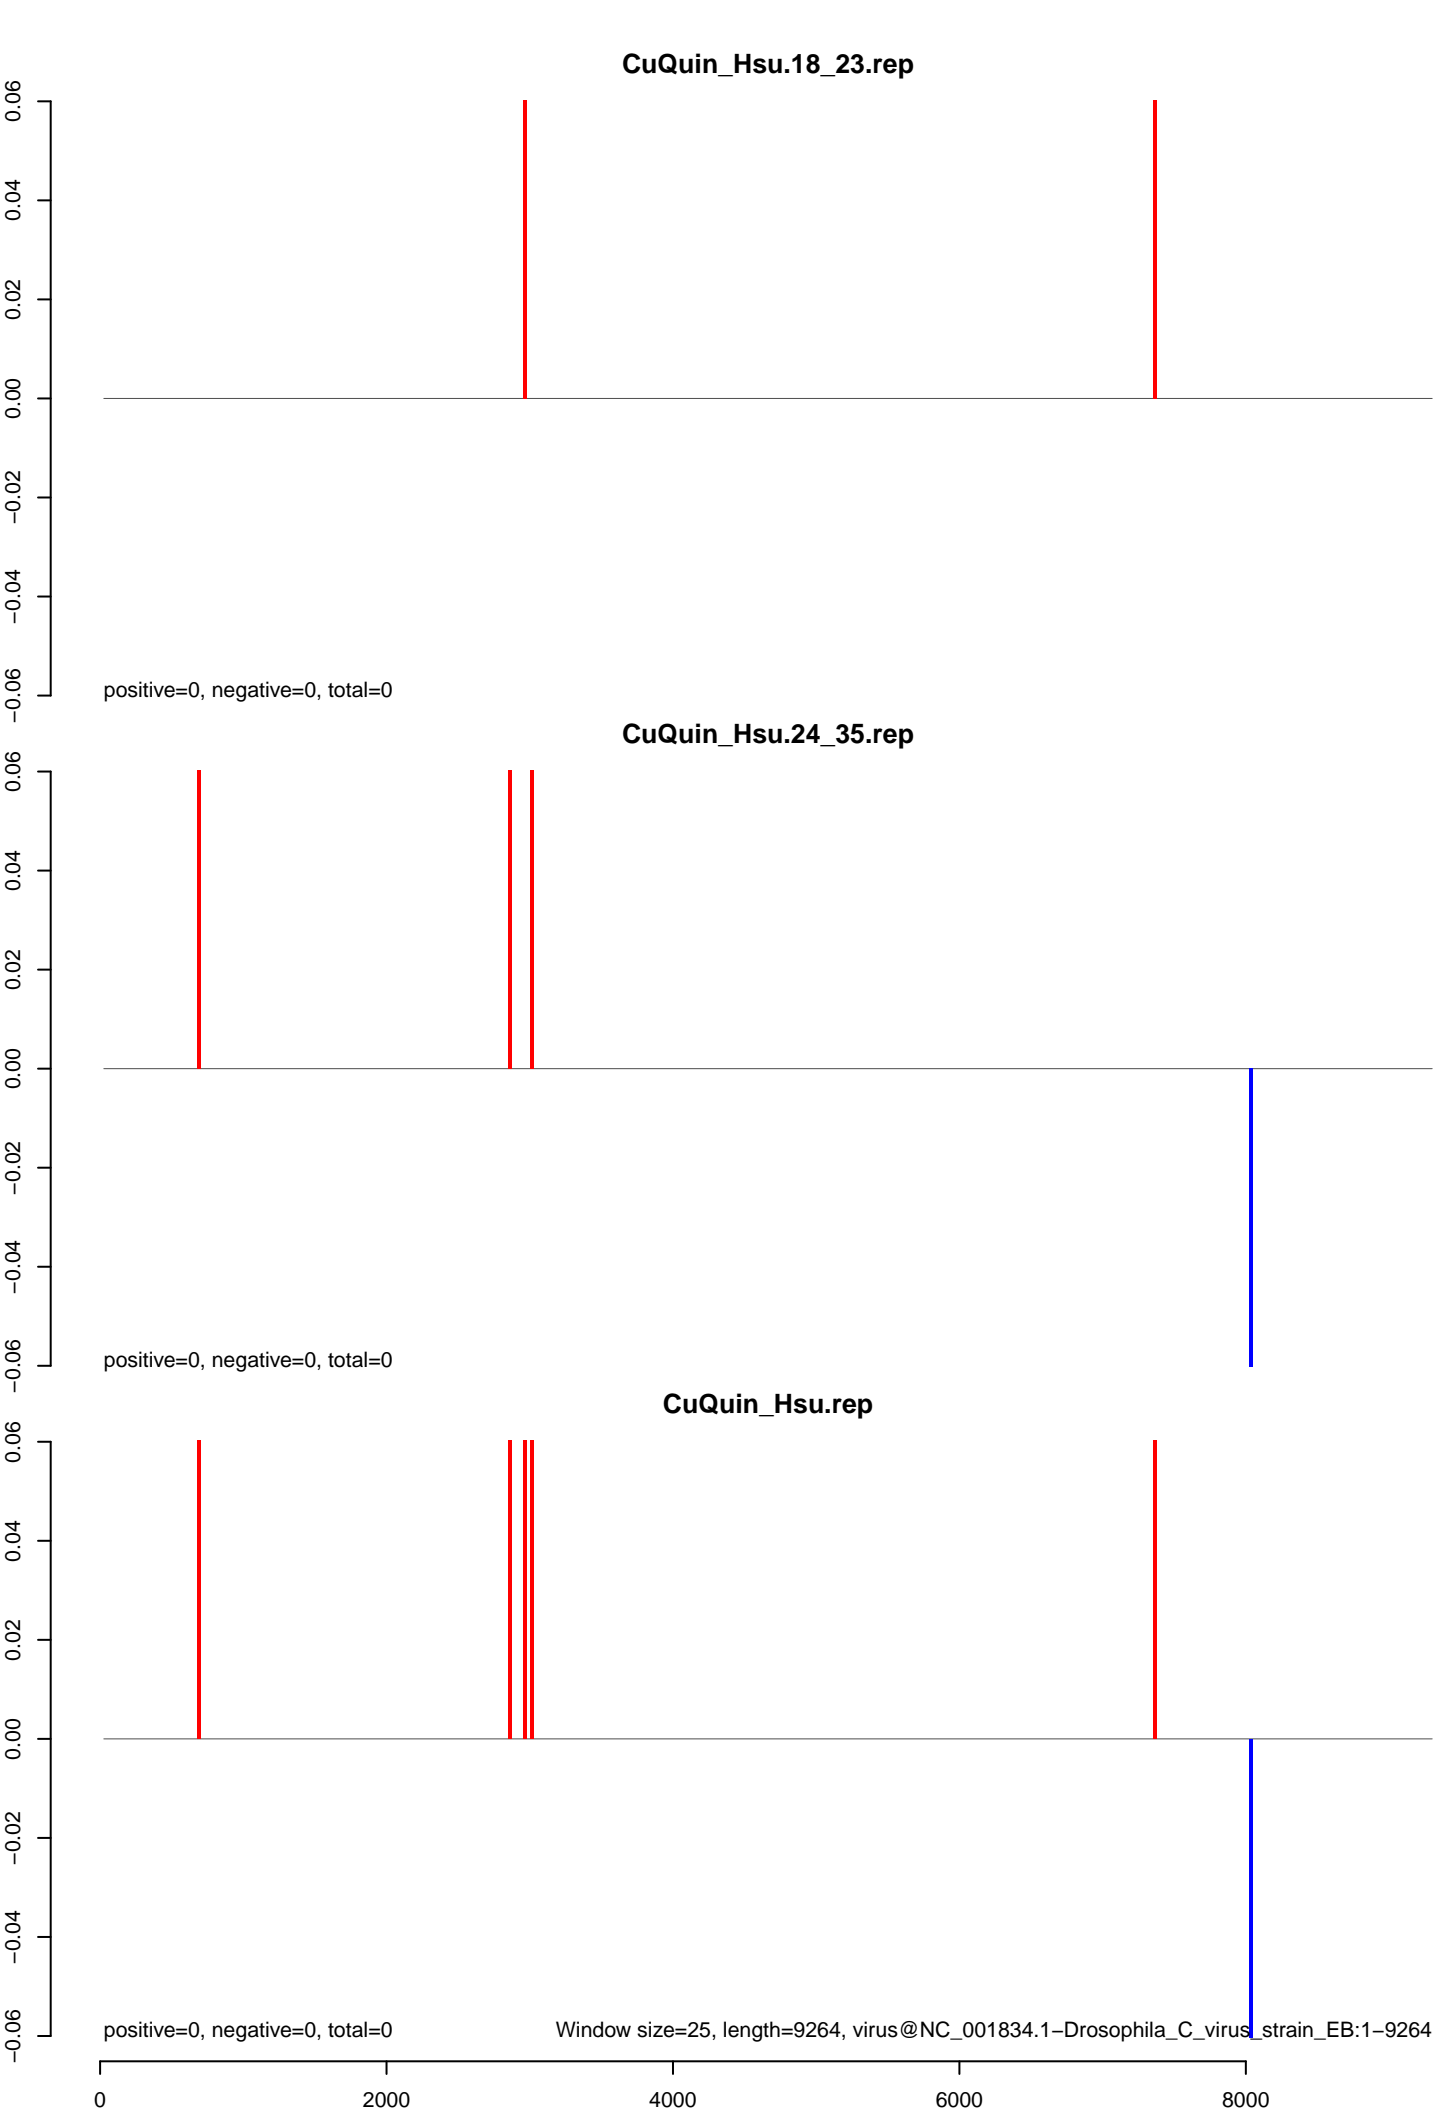 CuQuin_Hsu.18_23.rep
0.06
0.04
0.02
0.00
−0.02
−0.04
−0.06
positive=0, negative=0, total=0
CuQuin_Hsu.24_35.rep
0.06
0.04
0.02
0.00
−0.02
−0.04
−0.06
positive=0, negative=0, total=0
CuQuin_Hsu.rep
0.06
0.04
0.02
0.00
−0.02
−0.04
−0.06
positive=0, negative=0, total=0
Window size=25, length=9264, virus@NC_001834.1−Drosophila_C_virus_strain_EB:1−9264
0 2000 4000 6000 8000